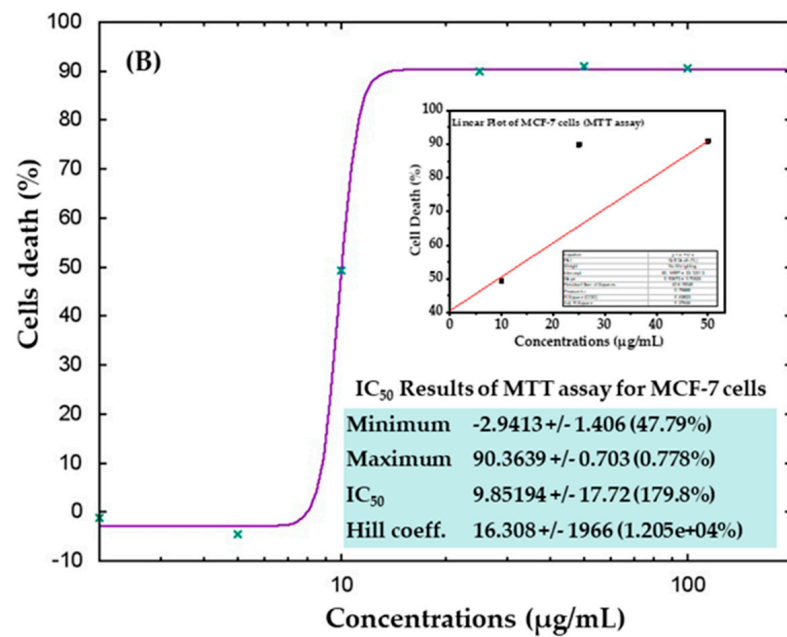 (B)
Cells death (%)
100
90
80
70
60
50
40
30
20
10
0
-10
10
100
Concentrations (μg/mL)
Linear Plot of MCF-7 cells (MTT assay)
Cell Death (%)
100
90
80
70
60
50
40
0
10
20
30
40
50
Concentrations (μg/mL)
Equation
Weight
Intercept
IC₅₀ Results of MTT assay for MCF-7 cells
Minimum -2.9413 +/- 1.406 (47.79%)
Maximum 90.3639 +/- 0.703 (0.778%)
IC₅₀ 9.85194 +/- 17.72 (179.8%)
Hill coeff. 16.308 +/- 1966 (1.205e+04%)